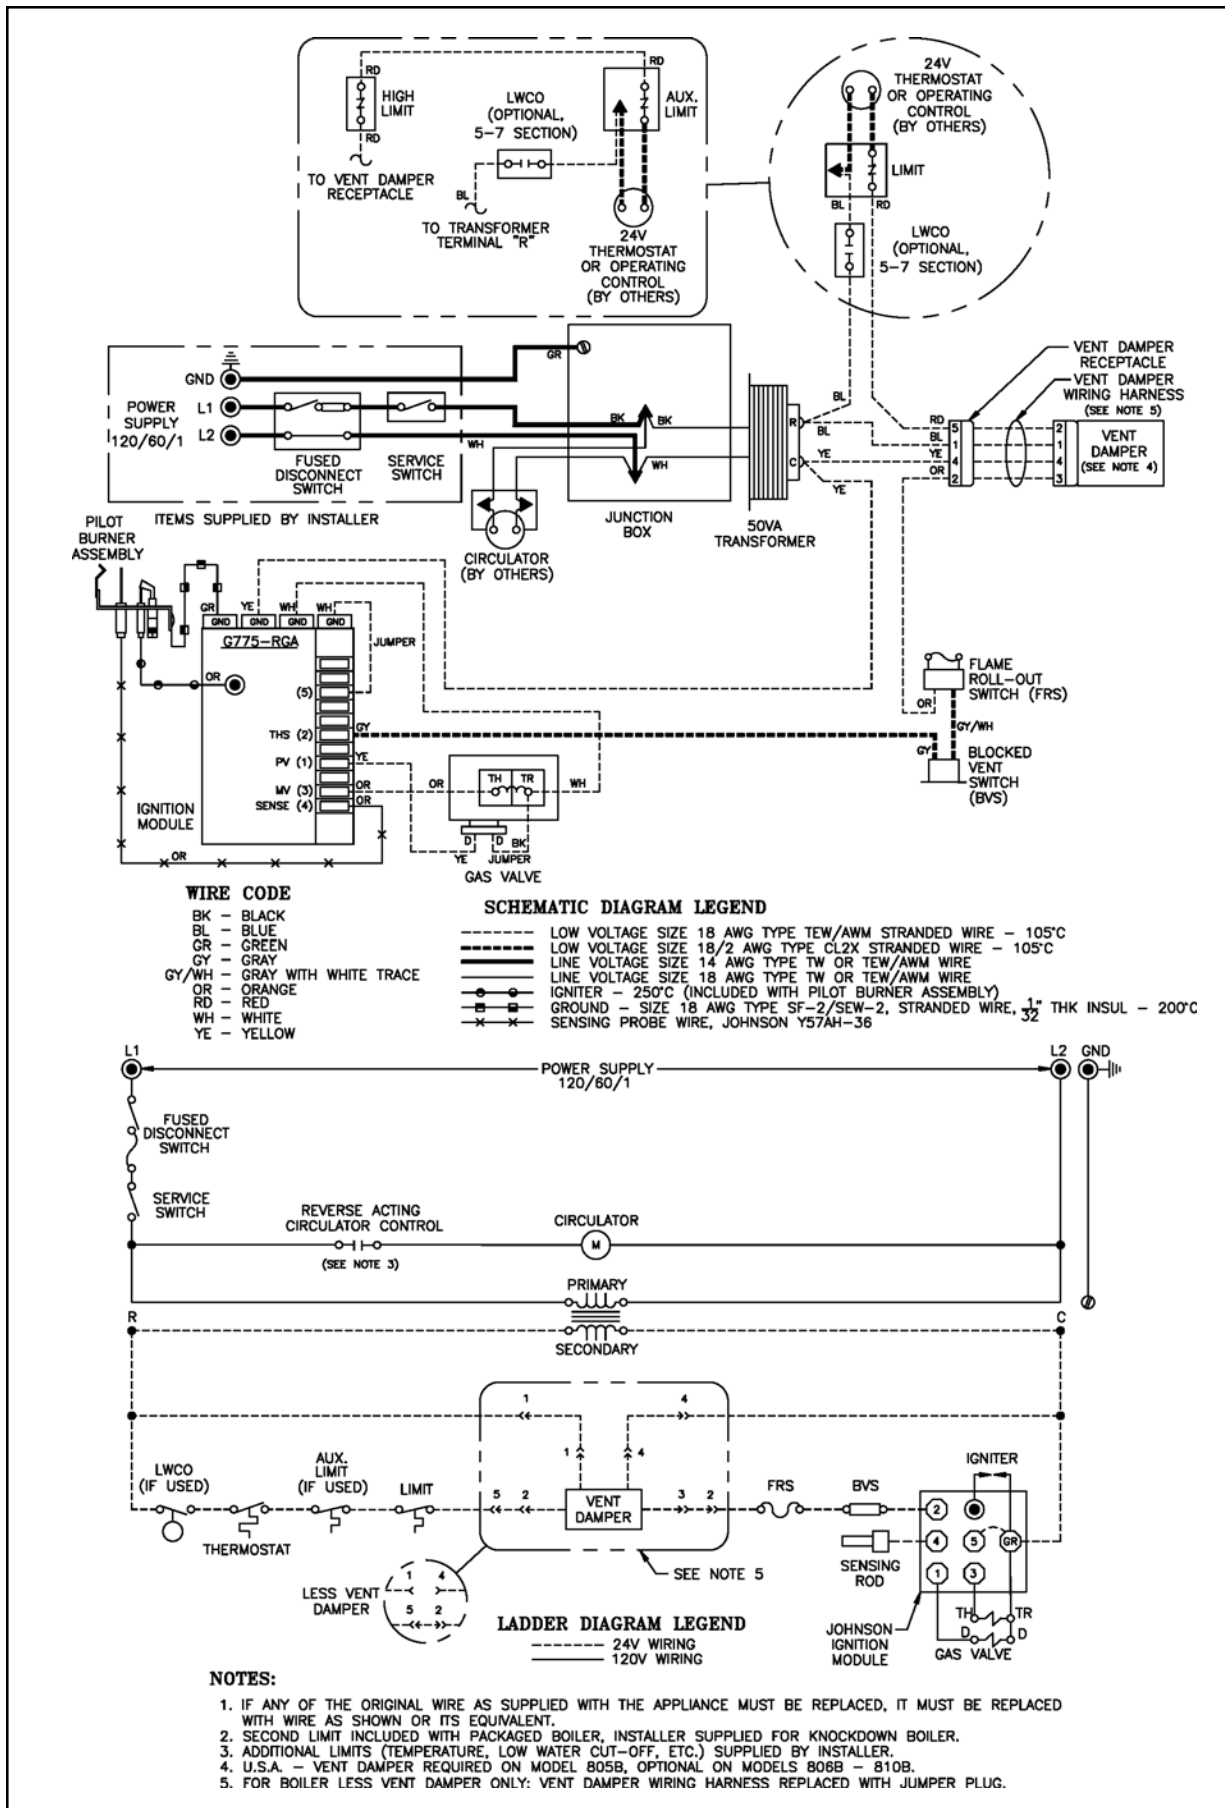 RD
HIGH
LIMIT
RD
TO VENT DAMPER
RECEPTACLE
LWCO
(OPTIONAL,
5-7 SECTION)
BL
TO TRANSFORMER
TERMINAL "R"
RD
AUX.
LIMIT
24V
THERMOSTAT
OR OPERATING
CONTROL
(BY OTHERS)
24V
THERMOSTAT
OR OPERATING
CONTROL
(BY OTHERS)
LIMIT
BL
RD
LWCO
(OPTIONAL,
5-7 SECTION)
GND
POWER
SUPPLY
120/60/1
L1
L2
FUSED
DISCONNECT
SWITCH
SERVICE
SWITCH
WH
ITEMS SUPPLIED BY INSTALLER
GR
BK
BK
WH
JUNCTION
BOX
CIRCULATOR
(BY OTHERS)
50VA
TRANSFORMER
R
C
BL
BL
YE
YE
RD
BL
YE
OR
5
1
4
2
VENT DAMPER
RECEPTACLE
VENT DAMPER
WIRING HARNESS
(SEE NOTE 5)
2
1
4
3
VENT
DAMPER
(SEE NOTE 4)
PILOT
BURNER
ASSEMBLY
GR
YE
WH
WH
GND
GND
GND
GND
G775-RGA
JUMPER
OR
(5)
THS (2)
PV (1)
MV (3)
SENSE (4)
GY
YE
OR
OR
IGNITION
MODULE
OR
OR
TH
TR
WH
D
D
BK
YE
JUMPER
GAS VALVE
FLAME
ROLL-OUT
SWITCH (FRS)
OR
GY/WH
GY
BLOCKED
VENT
SWITCH
(BVS)
WIRE CODE
BK - BLACK
BL - BLUE
GR - GREEN
GY - GRAY
GY/WH - GRAY WITH WHITE TRACE
OR - ORANGE
RD - RED
WH - WHITE
YE - YELLOW
SCHEMATIC DIAGRAM LEGEND
LOW VOLTAGE SIZE 18 AWG TYPE TEW/AWM STRANDED WIRE - 105°C
LOW VOLTAGE SIZE 18/2 AWG TYPE CL2X STRANDED WIRE - 105°C
LINE VOLTAGE SIZE 14 AWG TYPE TW OR TEW/AWM WIRE
LINE VOLTAGE SIZE 18 AWG TYPE TW OR TEW/AWM WIRE
IGNITER - 250°C (INCLUDED WITH PILOT BURNER ASSEMBLY)
GROUND - SIZE 18 AWG TYPE SF-2/SEW-2, STRANDED WIRE, 1/32" THK INSUL - 200°C
SENSING PROBE WIRE, JOHNSON Y57AH-36
L1
POWER SUPPLY
120/60/1
L2
GND
FUSED
DISCONNECT
SWITCH
SERVICE
SWITCH
REVERSE ACTING
CIRCULATOR CONTROL
(SEE NOTE 3)
CIRCULATOR
M
PRIMARY
R
C
SECONDARY
1
4
1
4
LWCO
(IF USED)
THERMOSTAT
AUX.
LIMIT
(IF USED)
LIMIT
5
2
VENT
DAMPER
3
2
FRS
BVS
IGNITER
2
4
5
GR
1
3
SENSING
ROD
SEE NOTE 5
LESS VENT
DAMPER
1
4
5
2
TH
TR
D
D
JOHNSON
IGNITION
MODULE
GAS VALVE
LADDER DIAGRAM LEGEND
24V WIRING
120V WIRING
NOTES:
1. IF ANY OF THE ORIGINAL WIRE AS SUPPLIED WITH THE APPLIANCE MUST BE REPLACED, IT MUST BE REPLACED
WITH WIRE AS SHOWN OR ITS EQUIVALENT.
2. SECOND LIMIT INCLUDED WITH PACKAGED BOILER, INSTALLER SUPPLIED FOR KNOCKDOWN BOILER.
3. ADDITIONAL LIMITS (TEMPERATURE, LOW WATER CUT-OFF, ETC.) SUPPLIED BY INSTALLER.
4. U.S.A. - VENT DAMPER REQUIRED ON MODEL 805B, OPTIONAL ON MODELS 806B - 810B.
5. FOR BOILER LESS VENT DAMPER ONLY: VENT DAMPER WIRING HARNESS REPLACED WITH JUMPER PLUG.